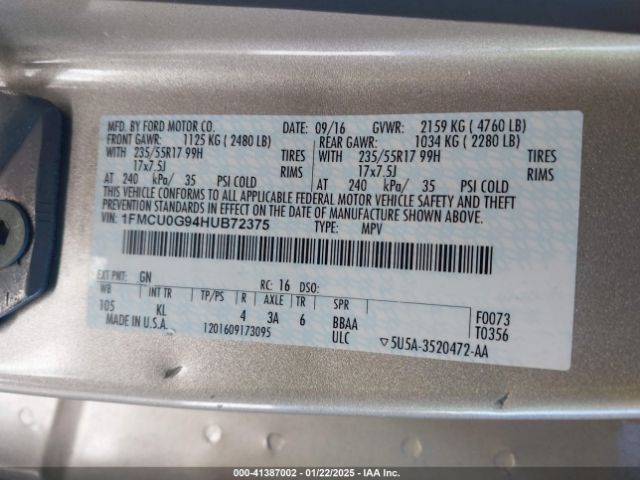 MFD. BY FORD MOTOR CO. DATE: 09/16 GVWR: 2159 KG ( 4760 LB)
FRONT GAWR: 1125 KG ( 2480 LB) REAR GAWR: 1034 KG ( 2280 LB)
WITH 235/55R17 99H TIRES WITH 235/55R17 99H TIRES
17x7.5J RIMS 17x7.5J RIMS
AT 240 kPa/ 35 PSI COLD AT 240 kPa/ 35 PSI COLD
THIS VEHICLE CONFORMS TO ALL APPLICABLE FEDERAL MOTOR VEHICLE SAFETY AND THEFT
PREVENTION STANDARDS IN EFFECT ON THE DATE OF MANUFACTURE SHOWN ABOVE.
VIN: 1FMCU0G94HUB72375 TYPE: MPV
EXT PNT: GN RC: 16 DSO:
WB INT TR TP/PS R AXLE TR SPR
105 KL 4 3A 6 BBAA F0073
MADE IN U.S.A. 1201609173095 ULC T0356
▽5U5A-3520472-AA
000-41387002 • 01/22/2025 • IAA Inc.